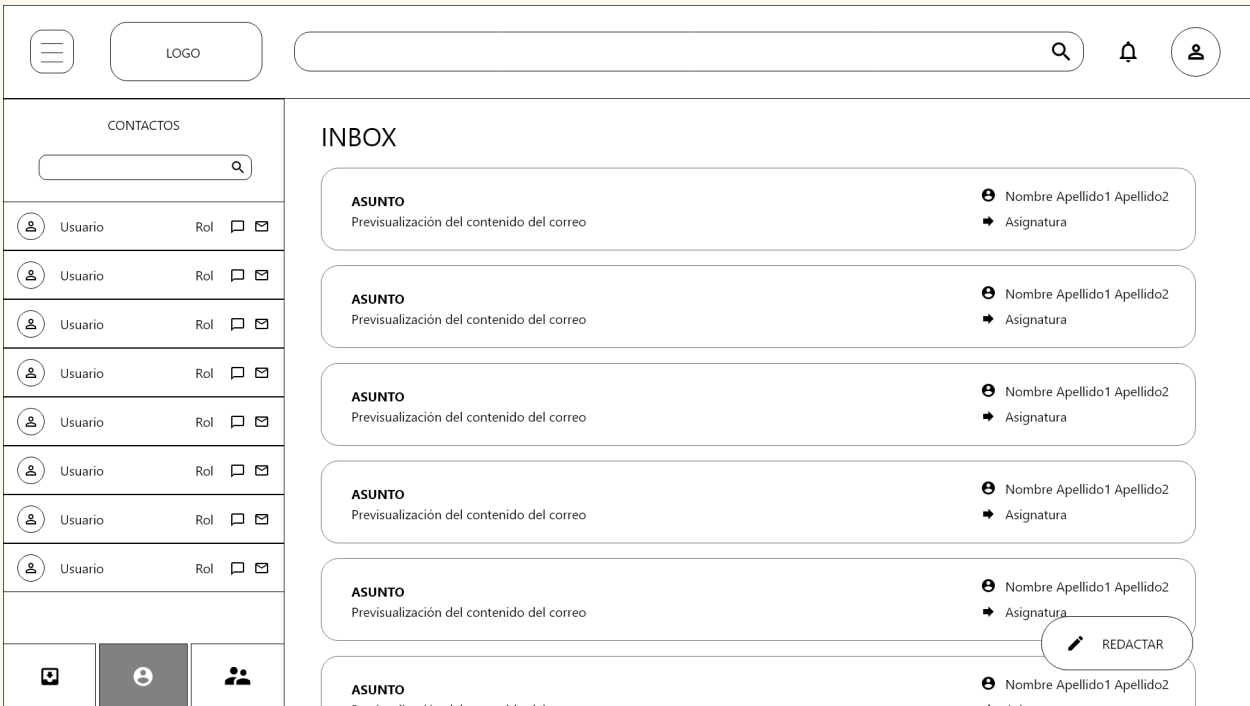 LOGO
CONTACTOS
Usuario Rol
Usuario Rol
Usuario Rol
Usuario Rol
Usuario Rol
Usuario Rol
Usuario Rol
Usuario Rol
INBOX
ASUNTO
Previsualización del contenido del correo
Nombre Apellido1 Apellido2
Asignatura
ASUNTO
Previsualización del contenido del correo
Nombre Apellido1 Apellido2
Asignatura
ASUNTO
Previsualización del contenido del correo
Nombre Apellido1 Apellido2
Asignatura
ASUNTO
Previsualización del contenido del correo
Nombre Apellido1 Apellido2
Asignatura
ASUNTO
Previsualización del contenido del correo
Nombre Apellido1 Apellido2
Asignatura
REDACTAR
ASUNTO
Nombre Apellido1 Apellido2